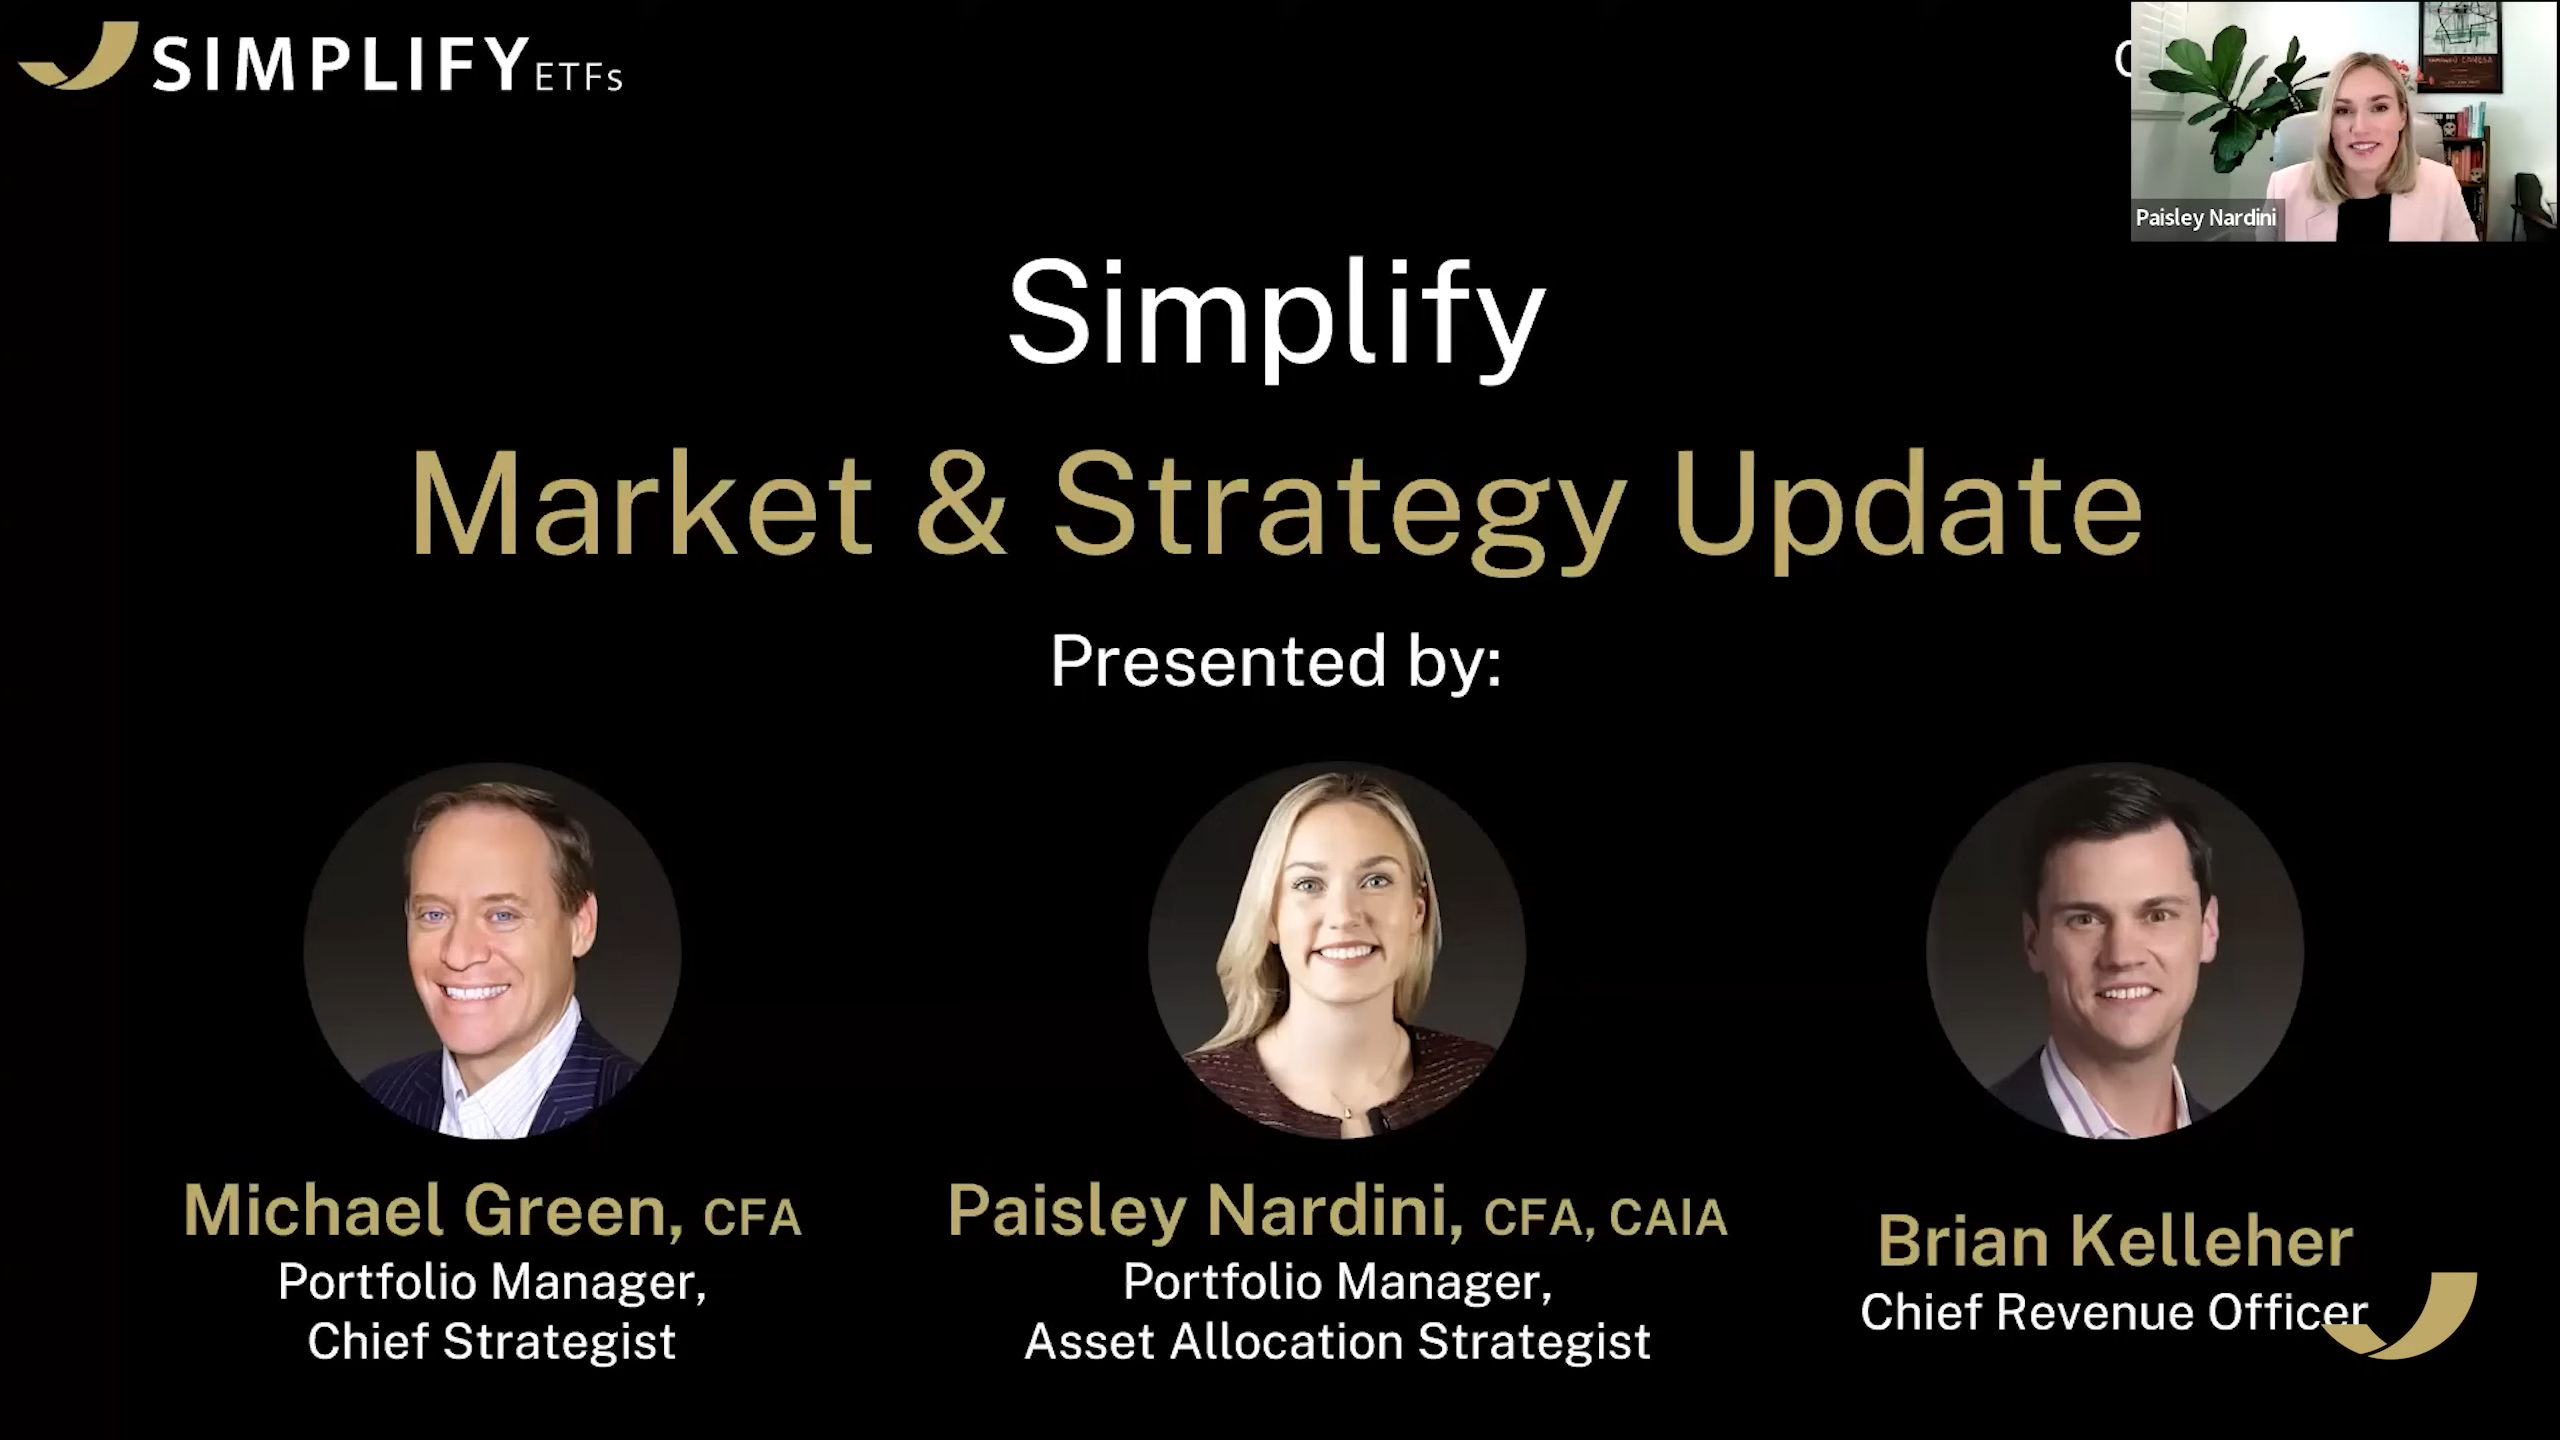 SIMPLIFY ETFs
Paisley Nardini
Simplify
Market & Strategy Update
Presented by:
Michael Green, CFA
Portfolio Manager,
Chief Strategist
Paisley Nardini, CFA, CAIA
Portfolio Manager,
Asset Allocation Strategist
Brian Kelleher
Chief Revenue Officer